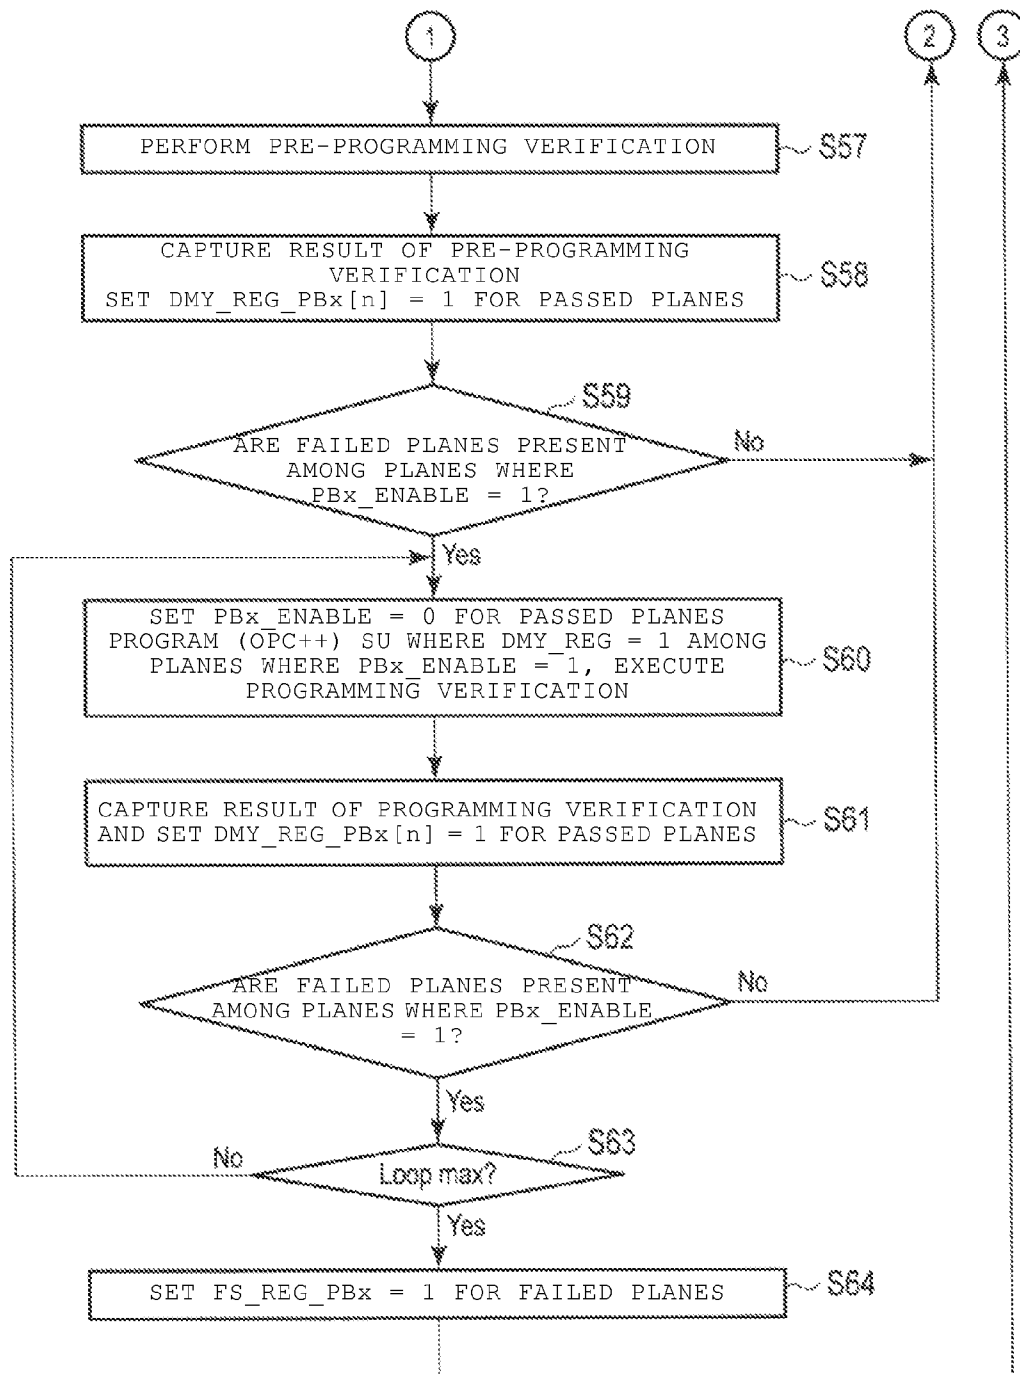 1
2
3
PERFORM PRE-PROGRAMMING VERIFICATION
S57
CAPTURE RESULT OF PRE-PROGRAMMING
VERIFICATION
SET DMY_REG_PBx[n] = 1 FOR PASSED PLANES
S58
S59
ARE FAILED PLANES PRESENT
AMONG PLANES WHERE
PBx_ENABLE = 1?
No
Yes
SET PBx_ENABLE = 0 FOR PASSED PLANES
PROGRAM (OPC++) SU WHERE DMY_REG = 1 AMONG
PLANES WHERE PBx_ENABLE = 1, EXECUTE
PROGRAMMING VERIFICATION
S60
CAPTURE RESULT OF PROGRAMMING VERIFICATION
AND SET DMY_REG_PBx[n] = 1 FOR PASSED PLANES
S61
S62
ARE FAILED PLANES PRESENT
AMONG PLANES WHERE PBx_ENABLE
= 1?
No
Yes
S63
Loop max?
No
Yes
SET FS_REG_PBx = 1 FOR FAILED PLANES
S64